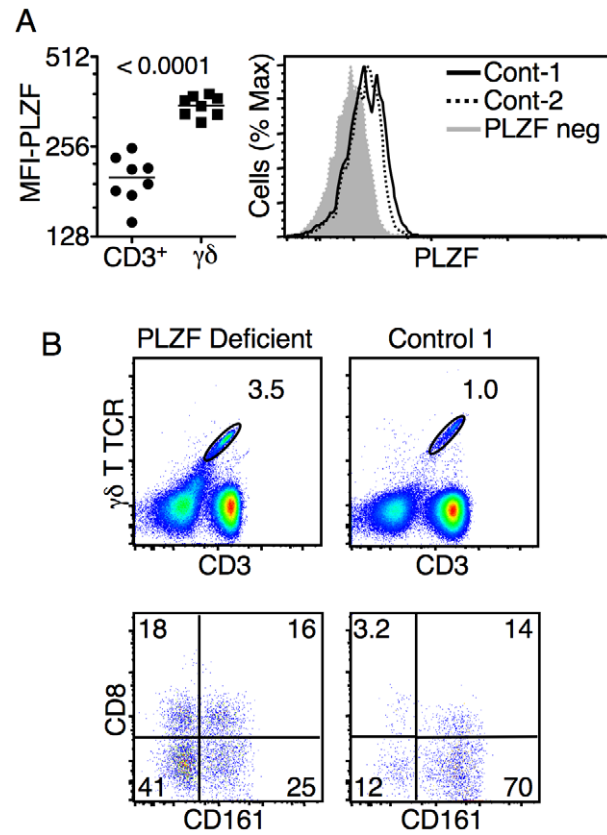 A
512
256
128
MFI-PLZF
< 0.0001
CD3⁺
γδ
Cells (% Max)
Cont-1
Cont-2
PLZF neg
PLZF
B
PLZF Deficient
Control 1
γδ T TCR
3.5
1.0
CD3
CD3
CD8
18
16
41
25
3.2
14
12
70
CD161
CD161